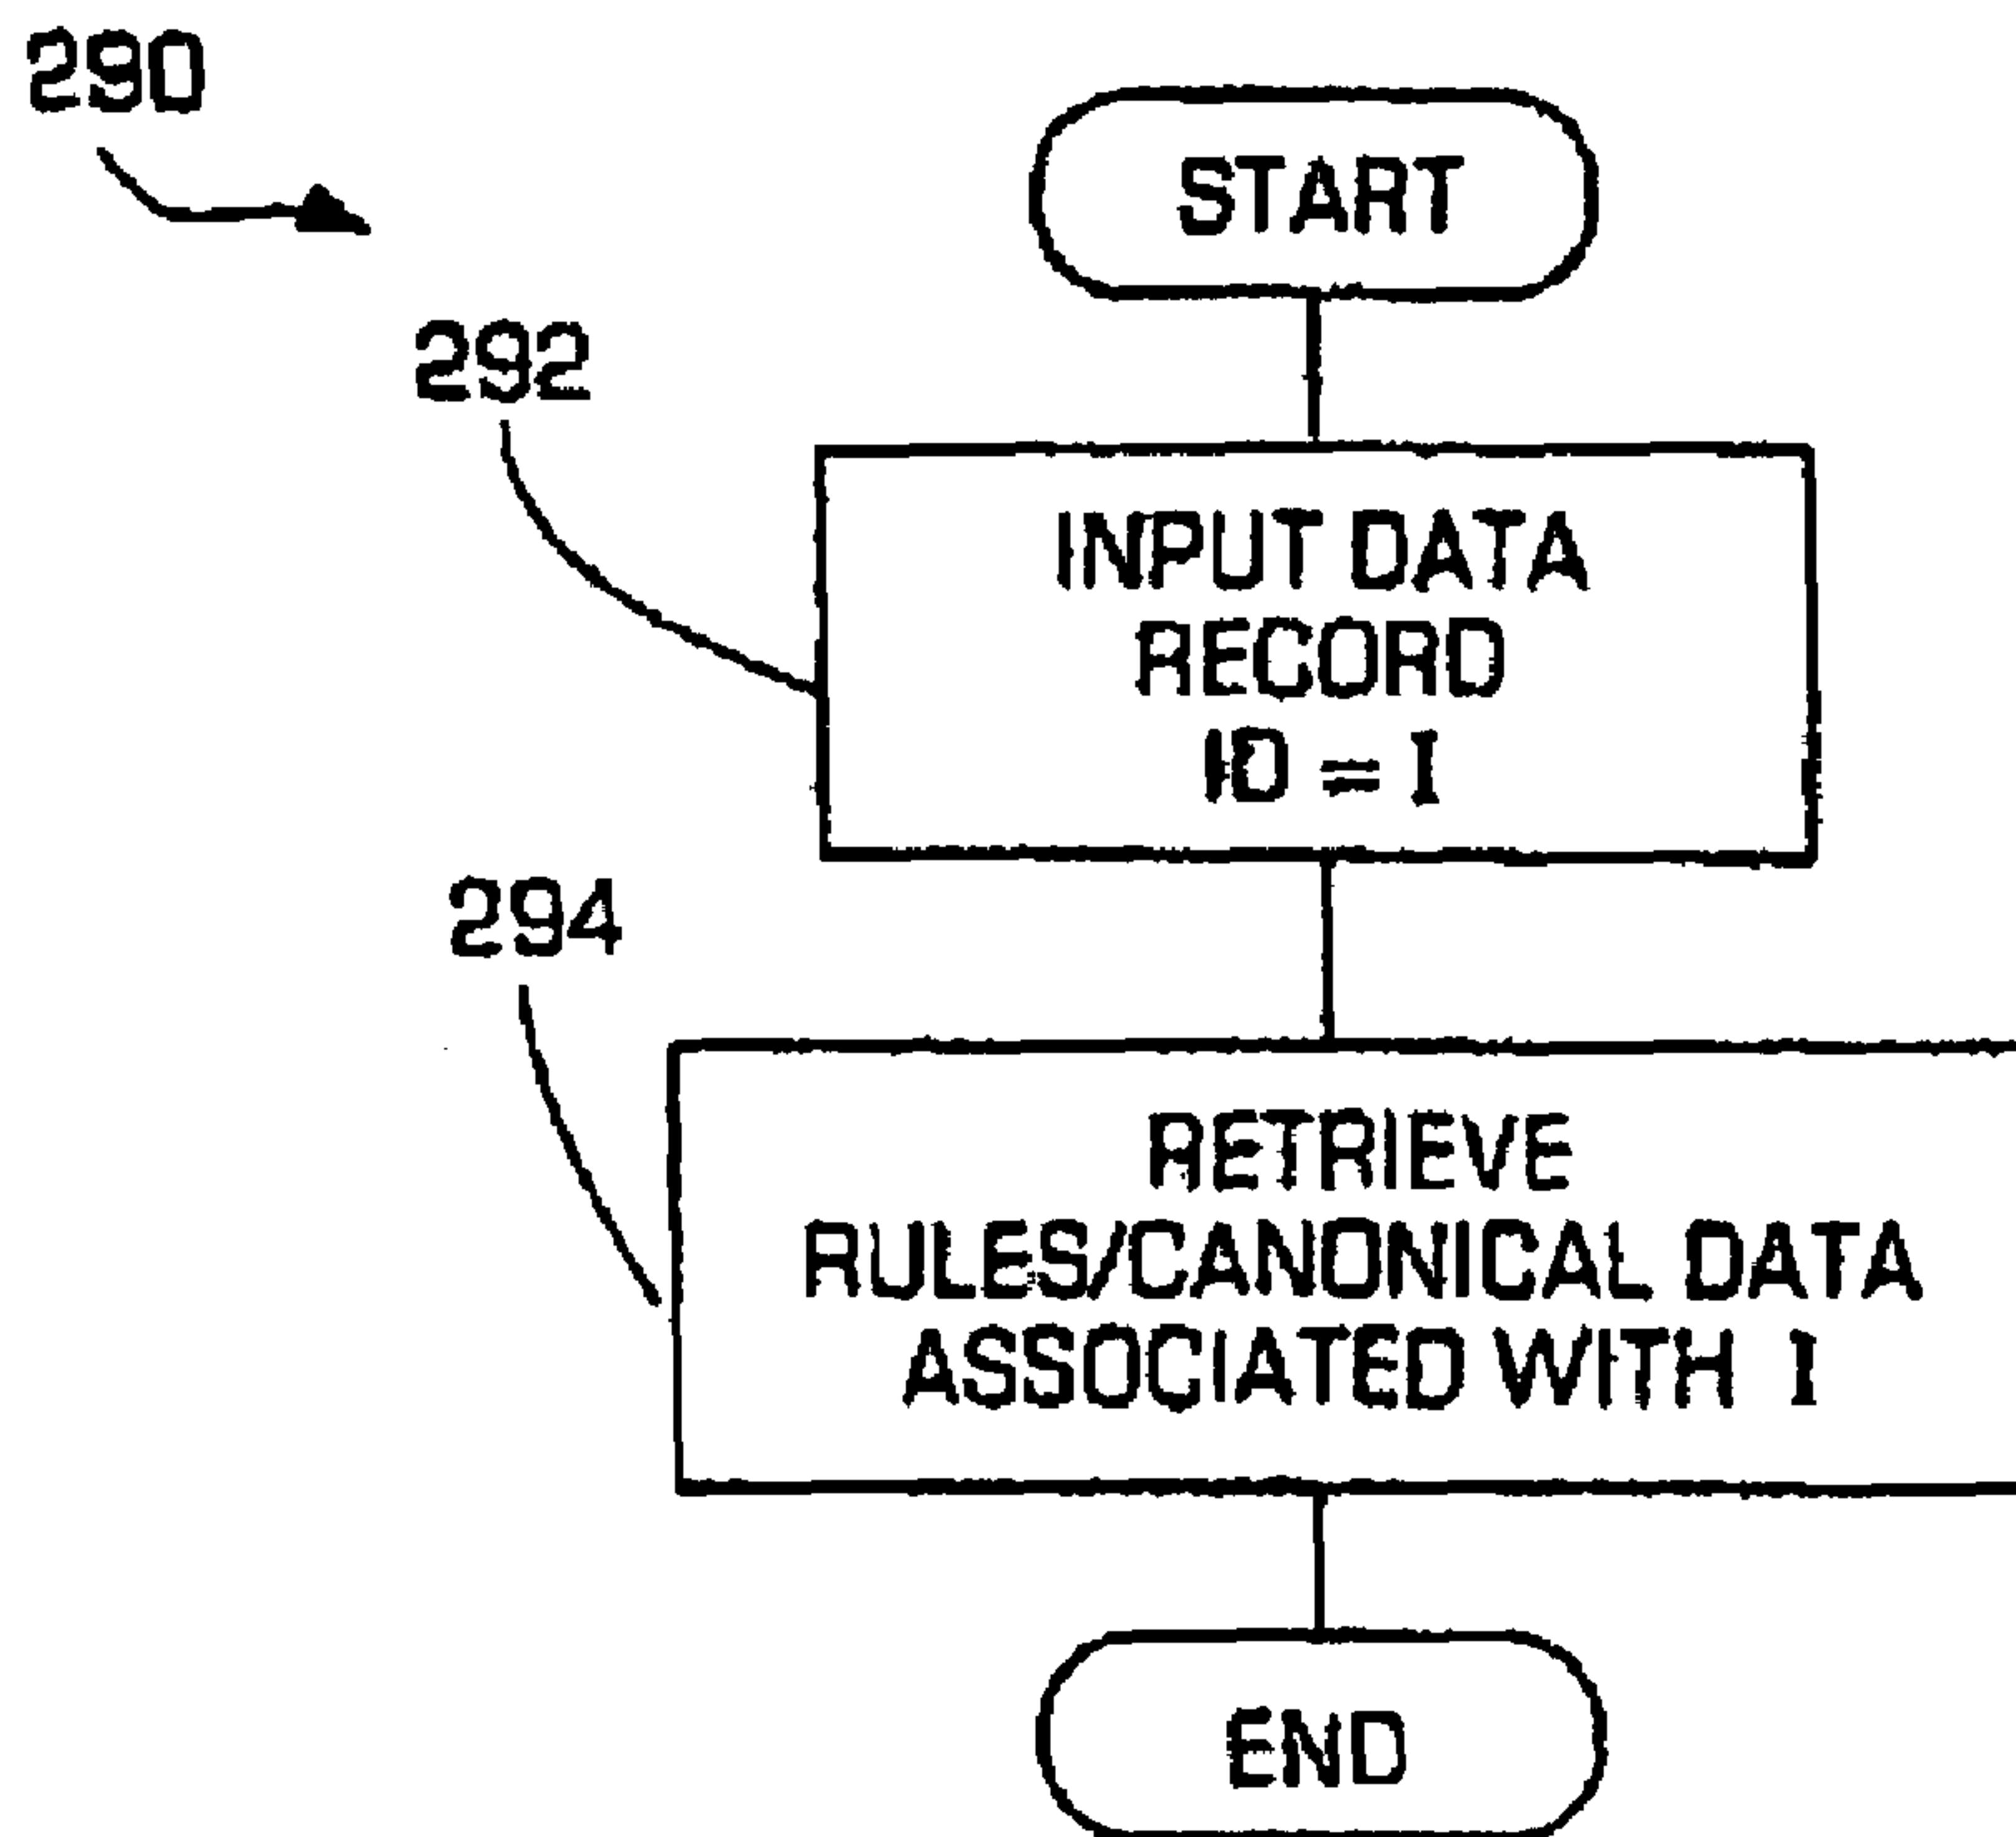 290
START
292
INPUT DATA
RECORD
ID = I
294
RETRIEVE
RULES/CANONICAL DATA
ASSOCIATED WITH I
END